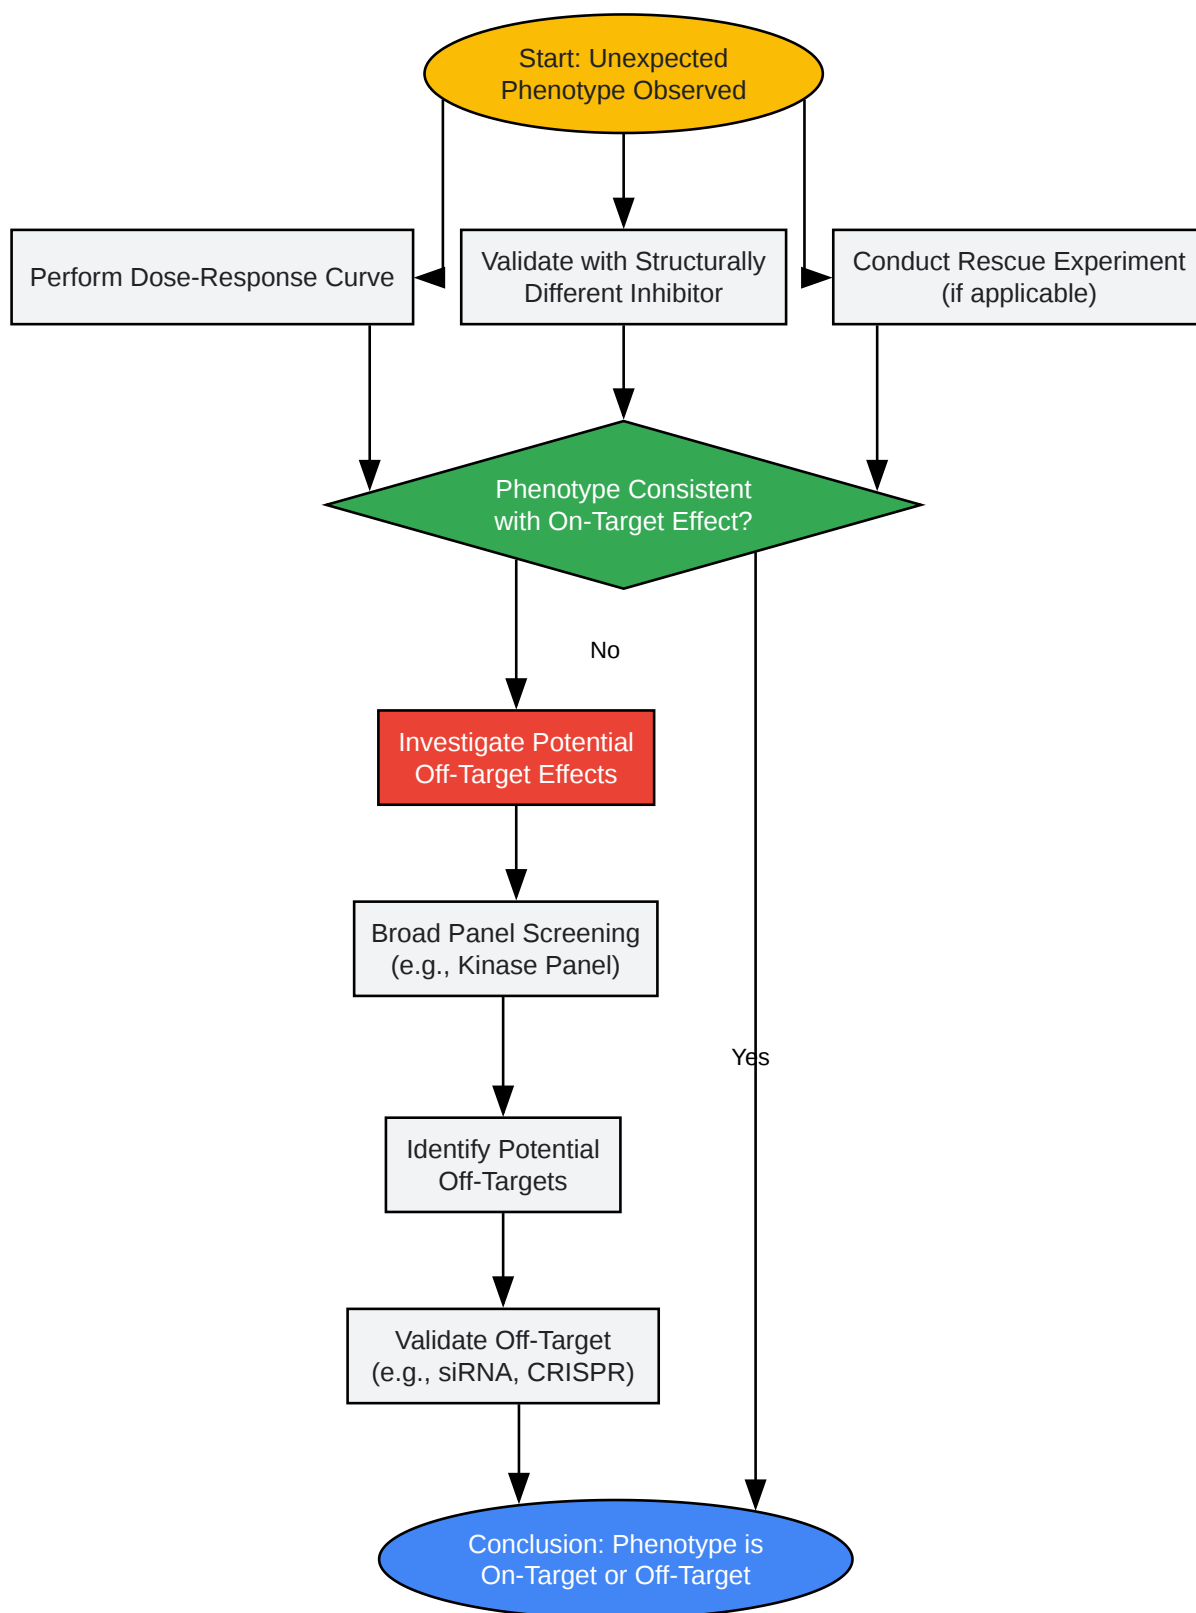 Start: Unexpected
Phenotype Observed
Perform Dose-Response Curve
Validate with Structurally
Different Inhibitor
Conduct Rescue Experiment
(if applicable)
Phenotype Consistent
with On-Target Effect?
No
Investigate Potential
Off-Target Effects
Broad Panel Screening
(e.g., Kinase Panel)
Yes
Identify Potential
Off-Targets
Validate Off-Target
(e.g., siRNA, CRISPR)
Conclusion: Phenotype is
On-Target or Off-Target